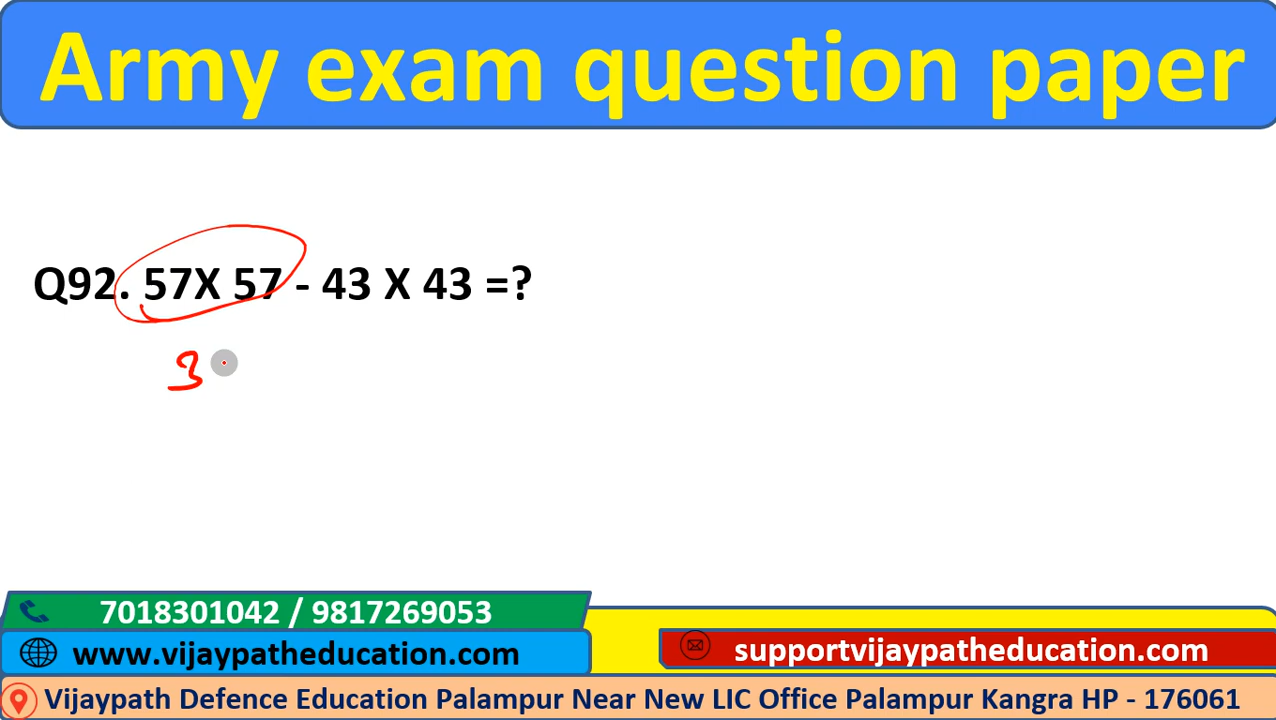 Army exam question paper
Q92. 57X 57 - 43 X 43 =?
3
7018301042 / 9817269053
www.vijaypatheducation.com
supportvijaypatheducation.com
Vijaypath Defence Education Palampur Near New LIC Office Palampur Kangra HP - 176061